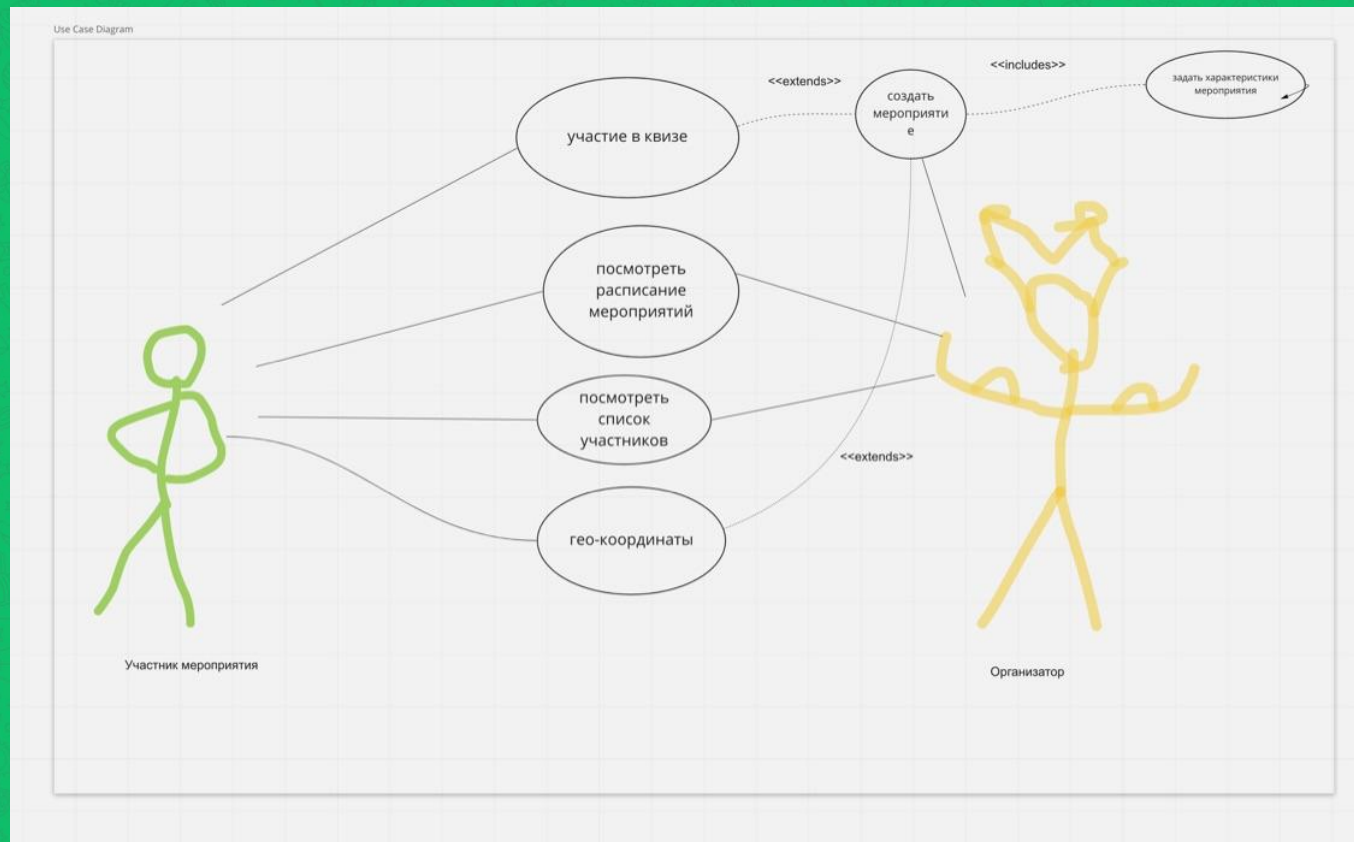 Use Case Diagram
<<includes>>
<<extends>>
задать характеристики
мероприятия
создать
мероприяти
е
участие в квизе
посмотреть
расписание
мероприятий
посмотреть
список
участников
<<extends>>
гео-координаты
Участник мероприятия
Организатор